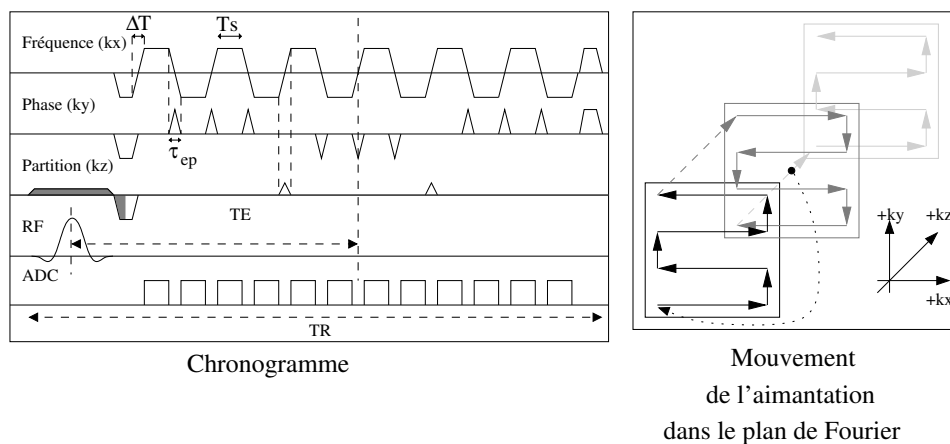 ΔT
Ts
Fréquence (kx)
Phase (ky)
τep
Partition (kz)
TE
RF
ADC
TR
Chronogramme
+ky
+kz
+kx
Mouvement
de l'aimantation
dans le plan de Fourier